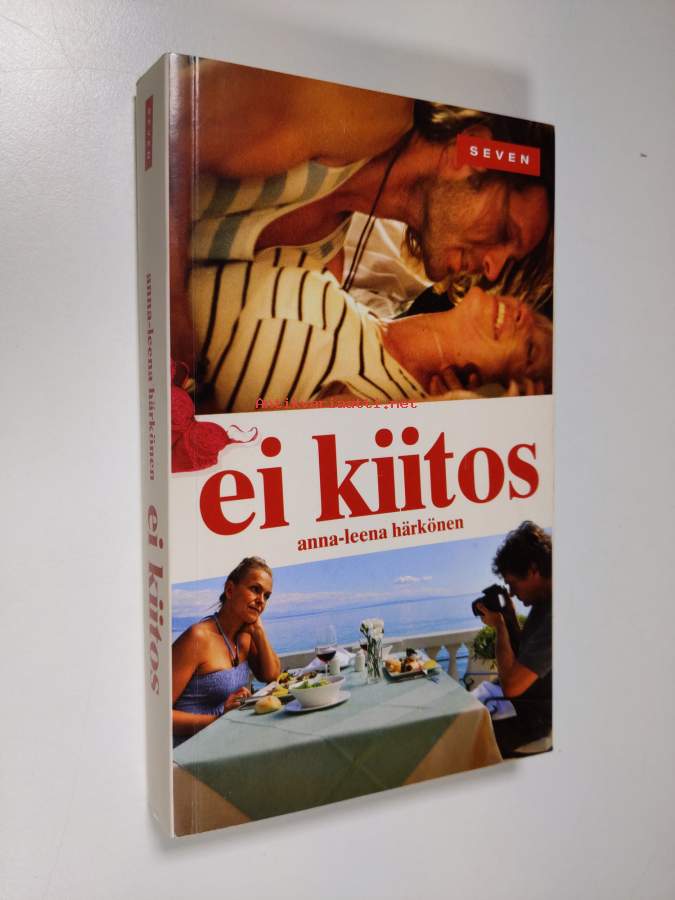 SEVEN
anna-leena härkönen
ei kiitos
SEVEN
Antikvariaatti.net
ei kiitos
anna-leena härkönen